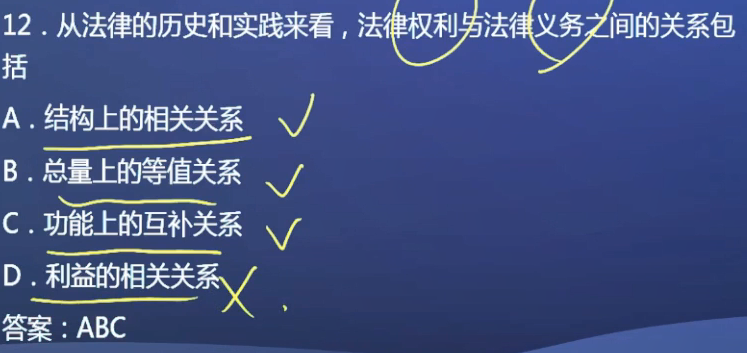 12．从法律的历史和实践来看，法律权利与法律义务之间的关系包
括
A．结构上的相关关系
B．总量上的等值关系
C．功能上的互补关系
D．利益的相关关系
答案：ABC